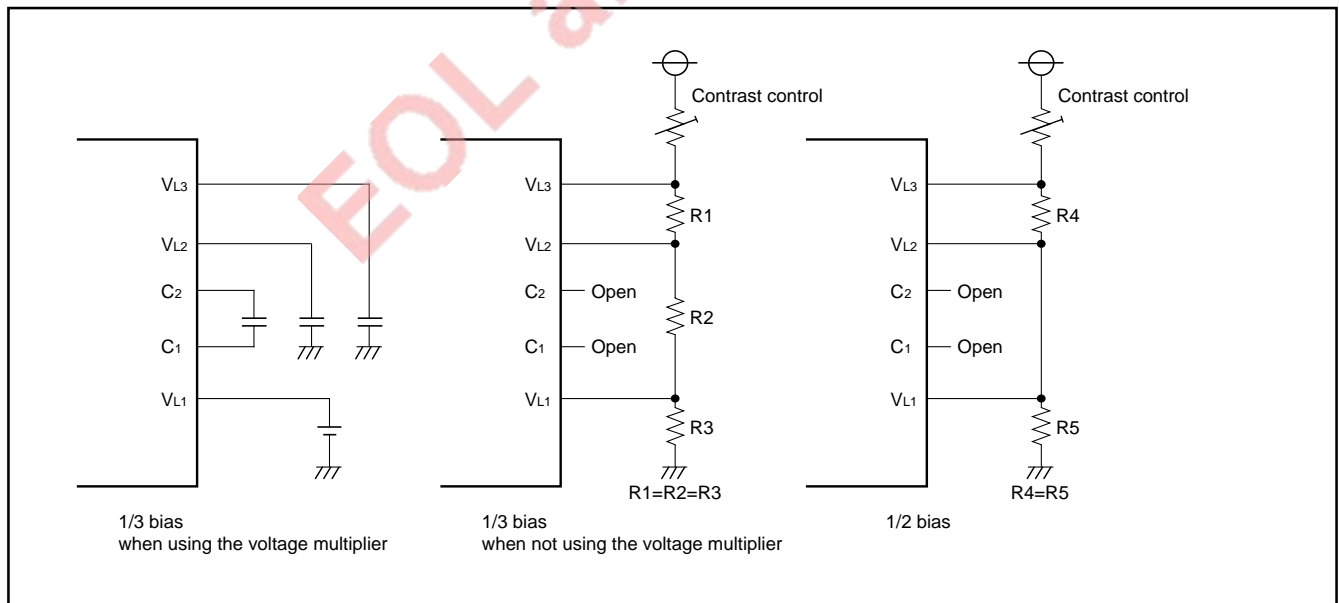 EOL a
Contrast control
Contrast control
VL3
VL2
C2
C1
VL1
1/3 bias
when using the voltage multiplier
VL3
VL2
C2
Open
C1
Open
VL1
R1
R2
R3
R1=R2=R3
1/3 bias
when not using the voltage multiplier
VL3
VL2
C2
Open
C1
Open
VL1
R4
R5
R4=R5
1/2 bias